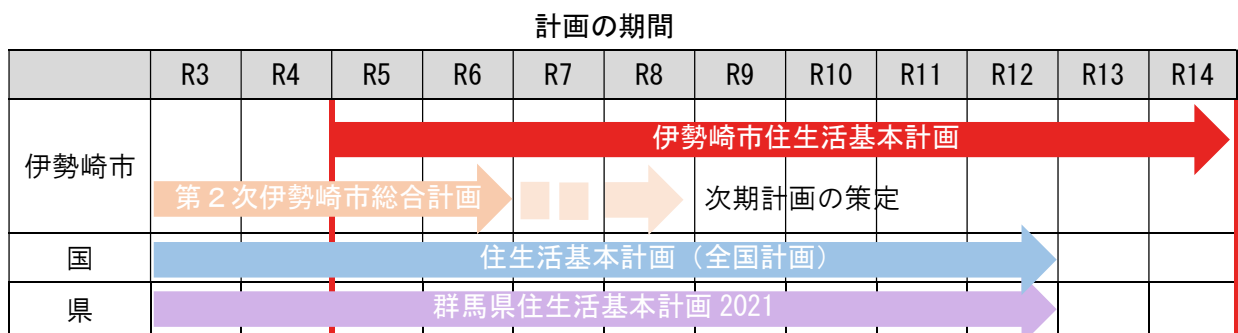 計画の期間
R3 R4 R5 R6 R7 R8 R9 R10 R11 R12 R13 R14
伊勢崎市
伊勢崎市住生活基本計画
第2次伊勢崎市総合計画 次期計画の策定
国 住生活基本計画（全国計画）
県 群馬県住生活基本計画 2021